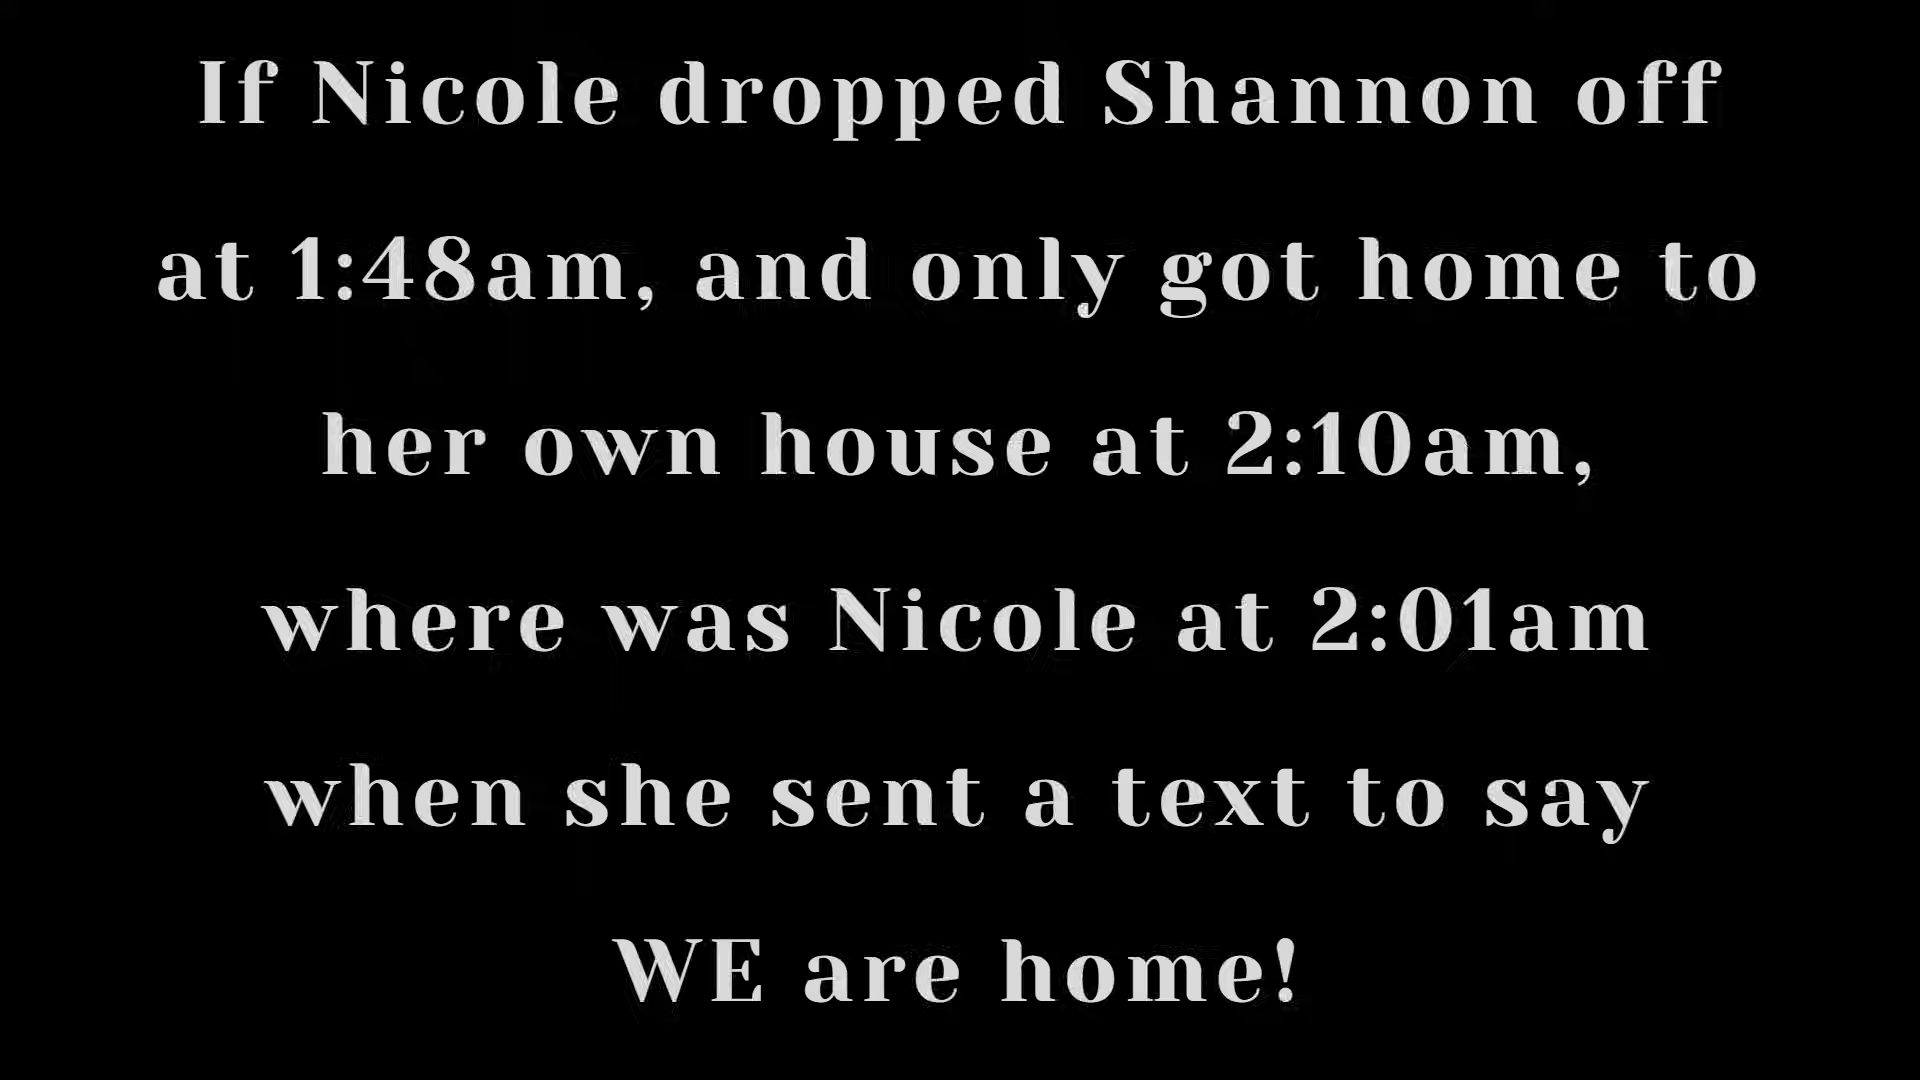 If Nicole dropped Shannon off
at 1:48am, and only got home to
her own house at 2:10am,
where was Nicole at 2:01am
when she sent a text to say
WE are home!